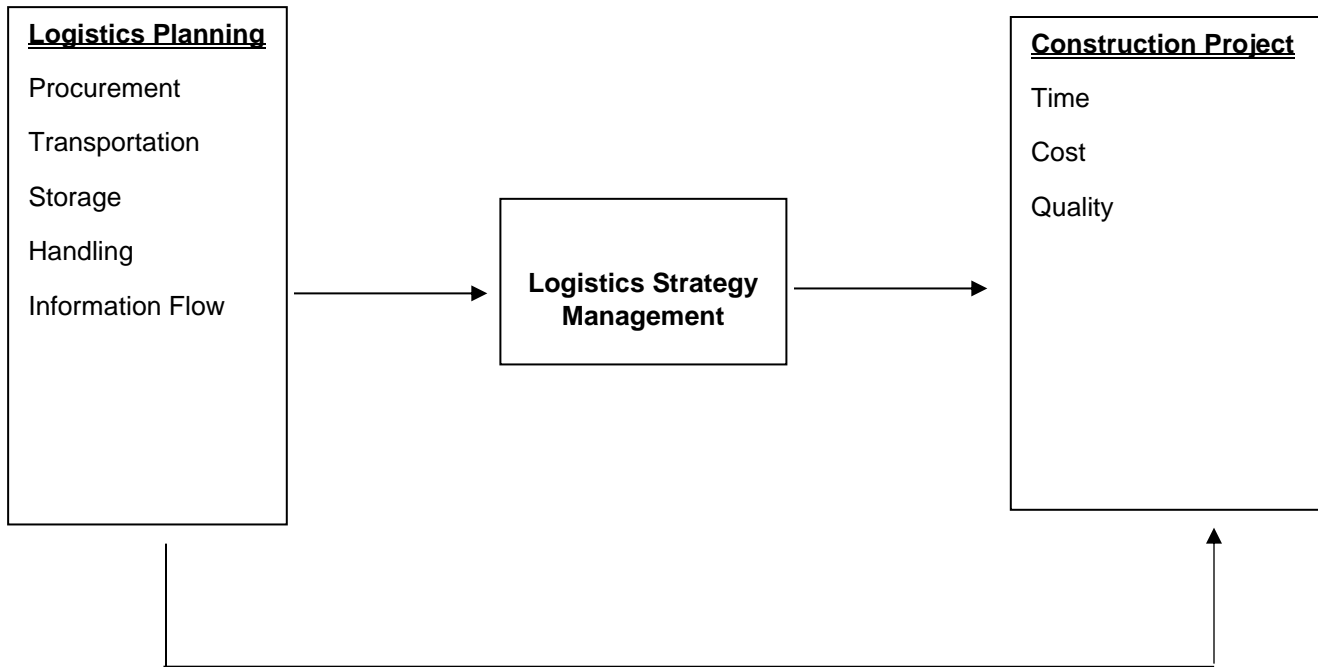 Logistics Planning
Procurement
Transportation
Storage
Handling
Information Flow
Logistics Strategy
Management
Construction Project
Time
Cost
Quality